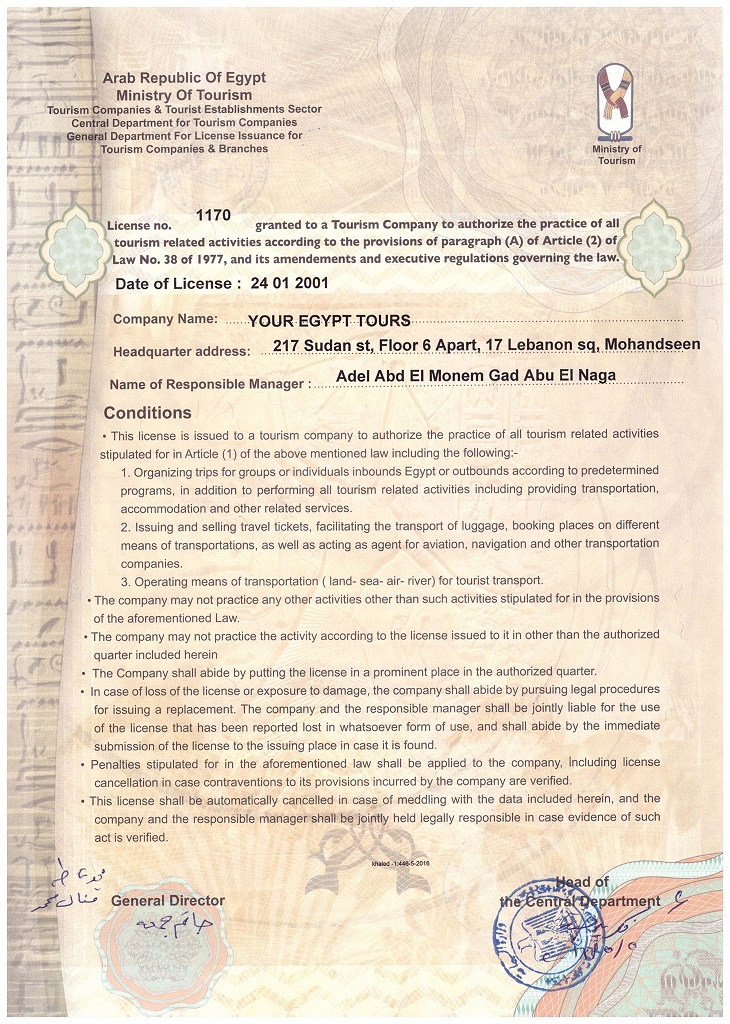 Arab Republic Of Egypt
Ministry Of Tourism
Tourism Companies & Tourist Establishments Sector
Central Department for Tourism Companies
General Department For License Issuance for
Tourism Companies & Branches
Ministry of
Tourism
License no. 1170 granted to a Tourism Company to authorize the practice of all
tourism related activities according to the provisions of paragraph (A) of Article (2) of
Law No. 38 of 1977, and its amendements and executive regulations governing the law.
Date of License : 24 01 2001
Company Name: YOUR EGYPT TOURS
Headquarter address: 217 Sudan st, Floor 6 Apart, 17 Lebanon sq, Mohandseen
Name of Responsible Manager : Adel Abd El Monem Gad Abu El Naga
Conditions
• This license is issued to a tourism company to authorize the practice of all tourism related activities
stipulated for in Article (1) of the above mentioned law including the following:-
1. Organizing trips for groups or individuals inbounds Egypt or outbounds according to predetermined
programs, in addition to performing all tourism related activities including providing transportation,
accommodation and other related services.
2. Issuing and selling travel tickets, facilitating the transport of luggage, booking places on different
means of transportations, as well as acting as agent for aviation, navigation and other transportation
companies.
3. Operating means of transportation ( land- sea- air- river) for tourist transport.
• The company may not practice any other activities other than such activities stipulated for in the provisions
of the aforementioned Law.
• The company may not practice the activity according to the license issued to it in other than the authorized
quarter included herein
• The Company shall abide by putting the license in a prominent place in the authorized quarter.
• In case of loss of the license or exposure to damage, the company shall abide by pursuing legal procedures
for issuing a replacement. The company and the responsible manager shall be jointly liable for the use
of the license that has been reported lost in whatsoever form of use, and shall abide by the immediate
submission of the license to the issuing place in case it is found.
• Penalties stipulated for in the aforementioned law shall be applied to the company, including license
cancellation in case contraventions to its provisions incurred by the company are verified.
• This license shall be automatically cancelled in case of meddling with the data included herein, and the
company and the responsible manager shall be jointly held legally responsible in case evidence of such
act is verified.
khaled -1:446-5-2016
General Director
Head of
the Central Department